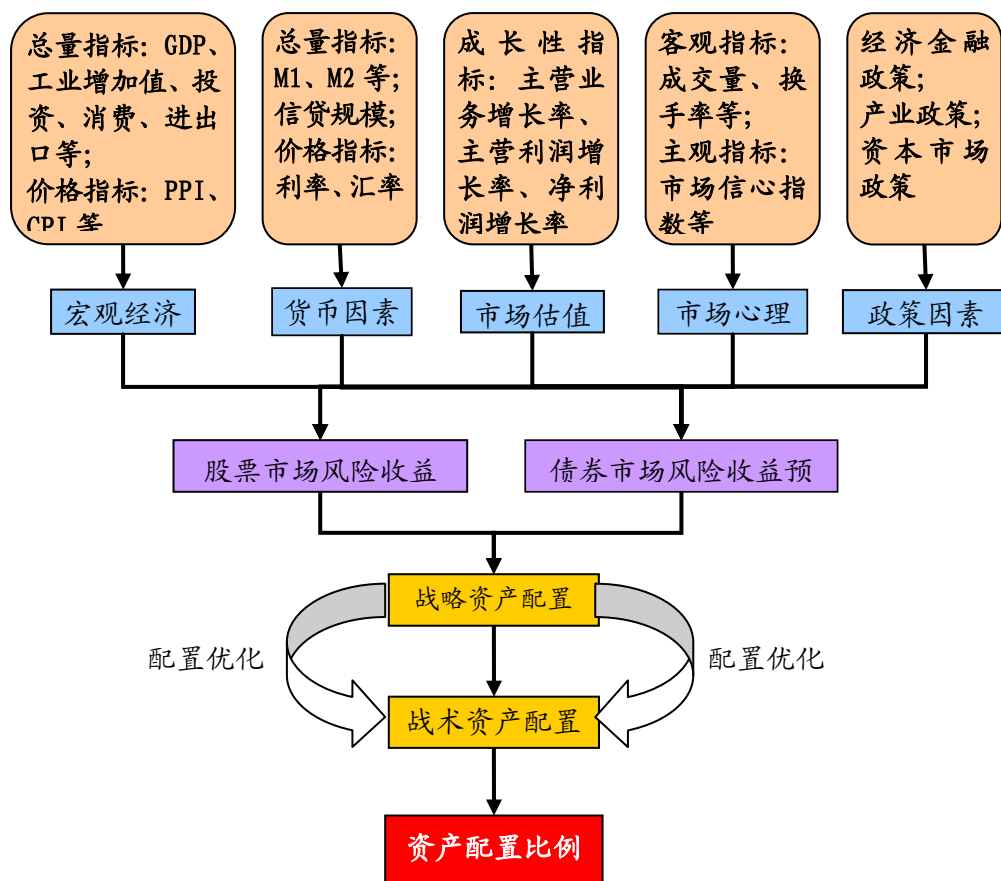 总量指标: GDP、
工业增加值、投
资、消费、进出
口等;
价格指标: PPI、
CPI 等
总量指标:
M1、M2 等;
信贷规模;
价格指标:
利率、汇率
成长性指
标: 主营业
务增长率、
主营利润增
长率、净利
润增长率
客观指标:
成交量、换
手率等;
主观指标:
市场信心指
数等
经济金融
政策;
产业政策;
资本市场
政策
宏观经济
货币因素
市场估值
市场心理
政策因素
股票市场风险收益
债券市场风险收益预
战略资产配置
配置优化
配置优化
战术资产配置
资产配置比例